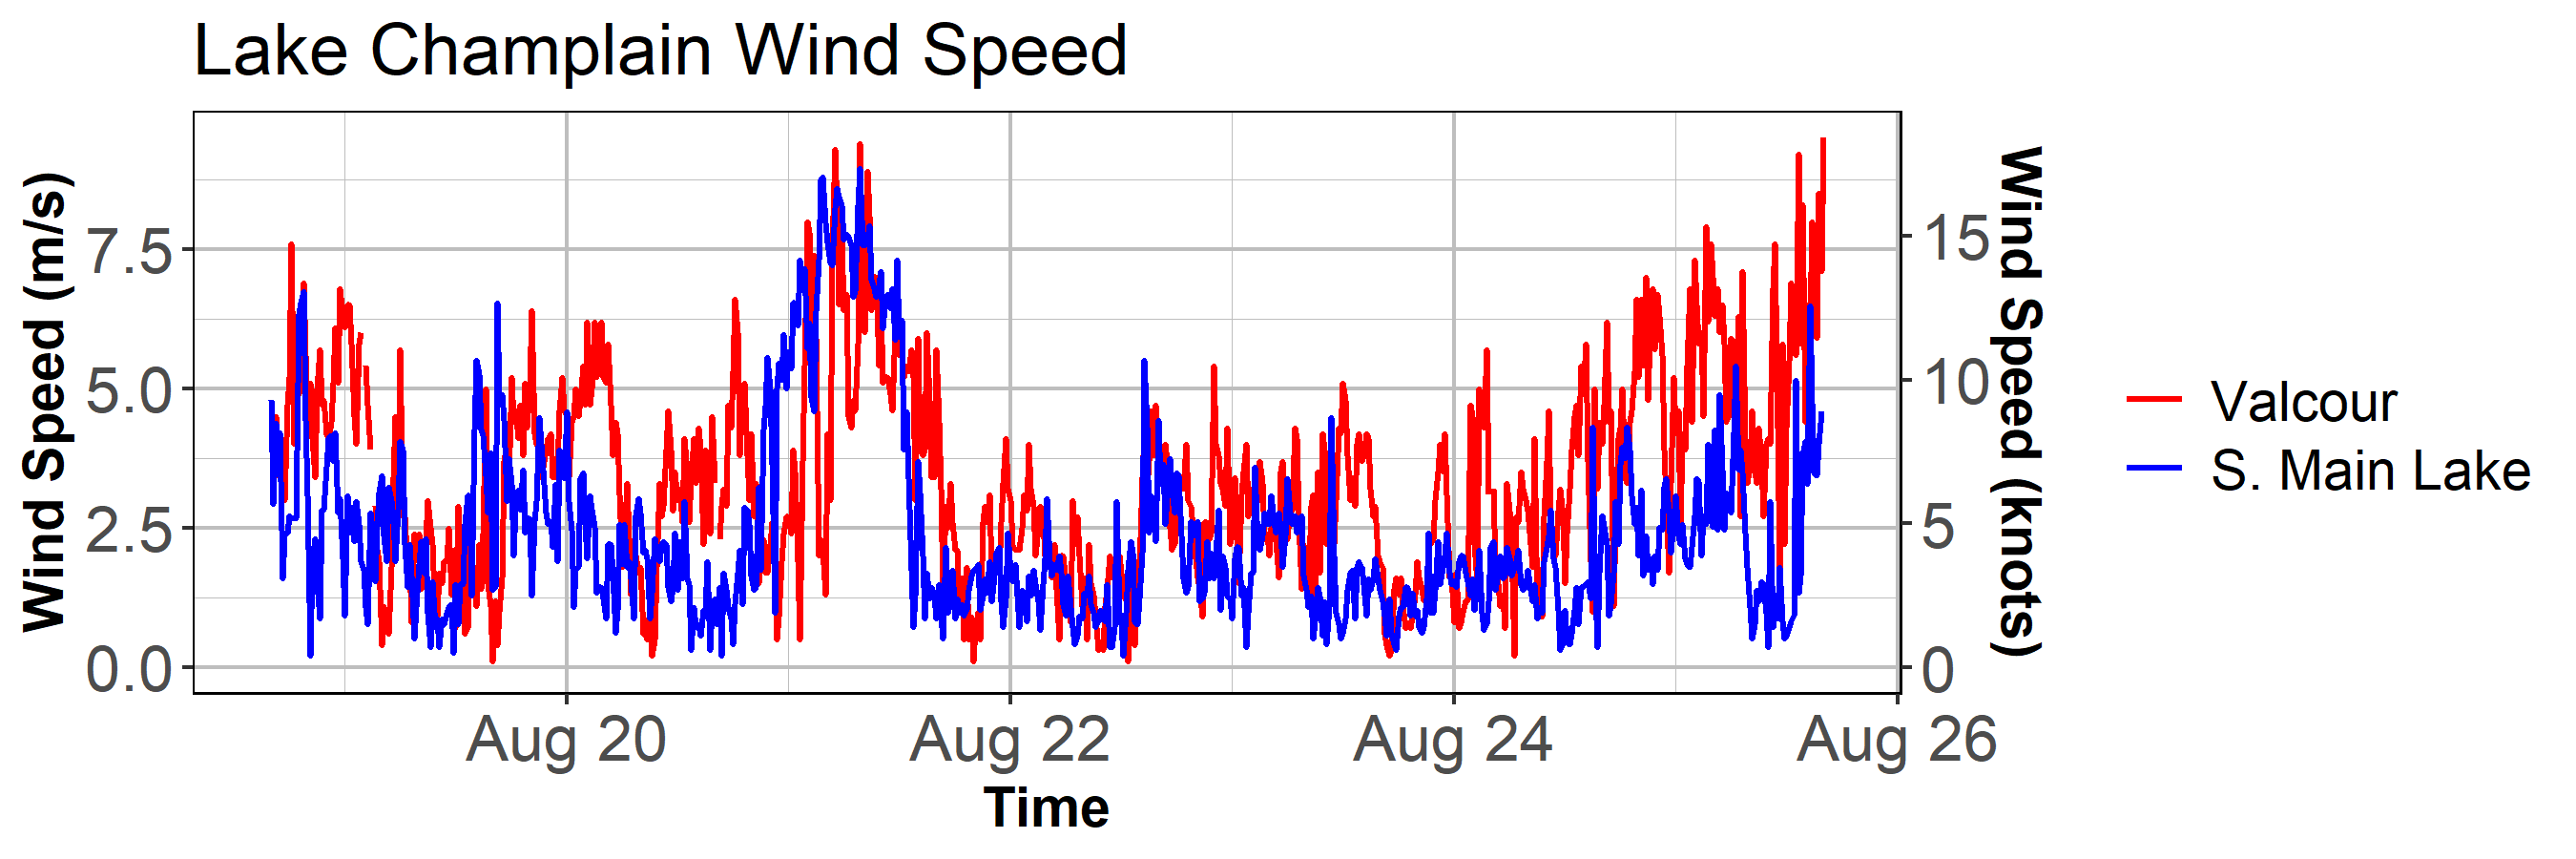 Lake Champlain Wind Speed
Wind Speed (m/s)
7.5
5.0
2.5
0.0
15
10
5
0
Wind Speed (knots)
Aug 20
Aug 22
Aug 24
Aug 26
Time
Valcour
S. Main Lake